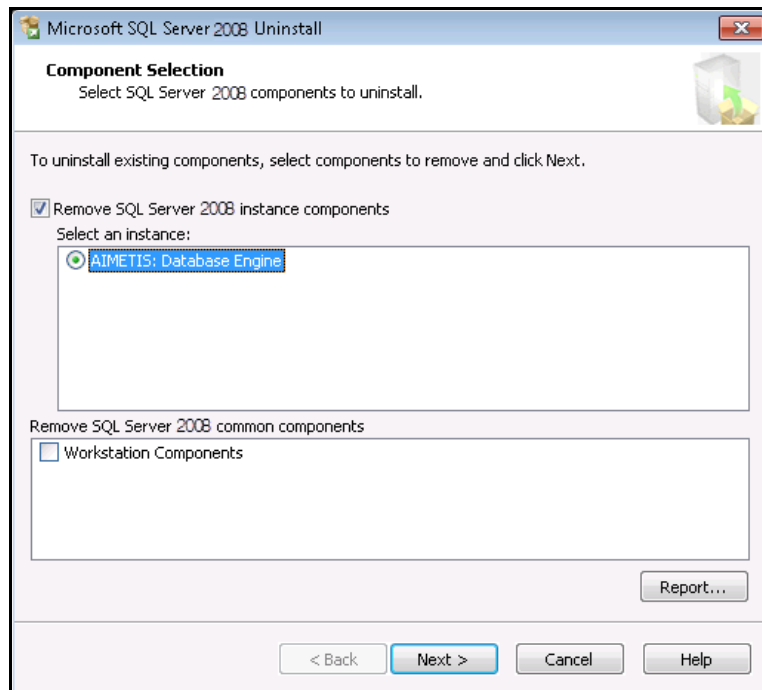 Microsoft SQL Server 2008 Uninstall
Component Selection
Select SQL Server 2008 components to uninstall.
To uninstall existing components, select components to remove and click Next.
Remove SQL Server 2008 instance components
Select an instance:
AIMETIS: Database Engine
Remove SQL Server 2008 common components
Workstation Components
Report...
< Back Next > Cancel Help